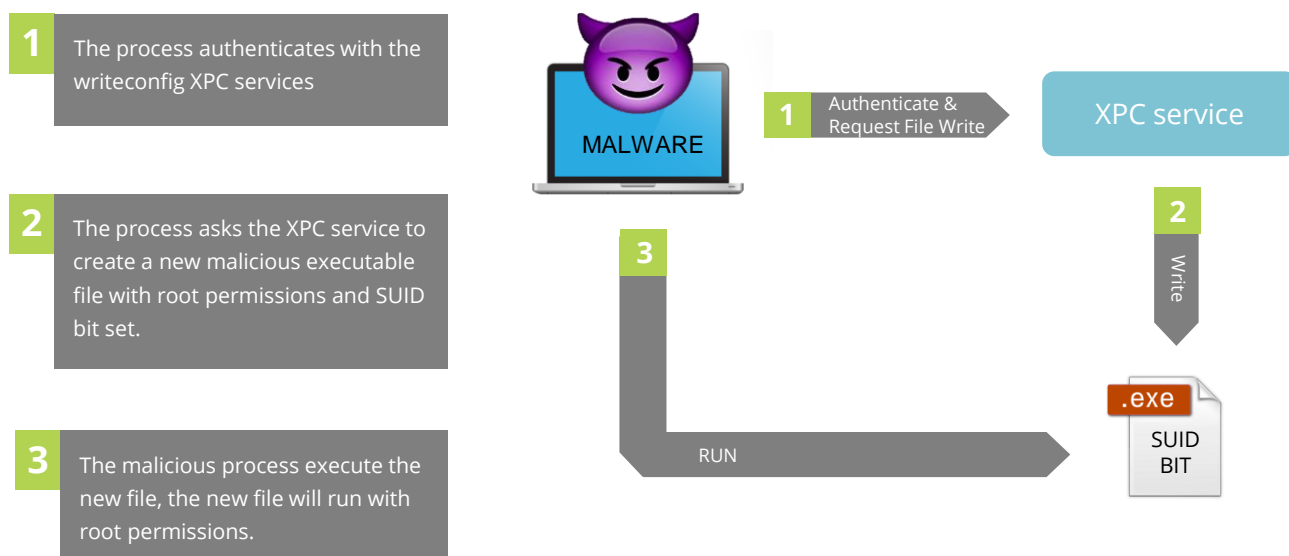 1
The process authenticates with the
writeconfig XPC services
2
The process asks the XPC service to
create a new malicious executable
file with root permissions and SUID
bit set.
3
The malicious process execute the
new file, the new file will run with
root permissions.
MALWARE
1
Authenticate &
Request File Write
XPC service
2
Write
3
RUN
.exe
SUID
BIT